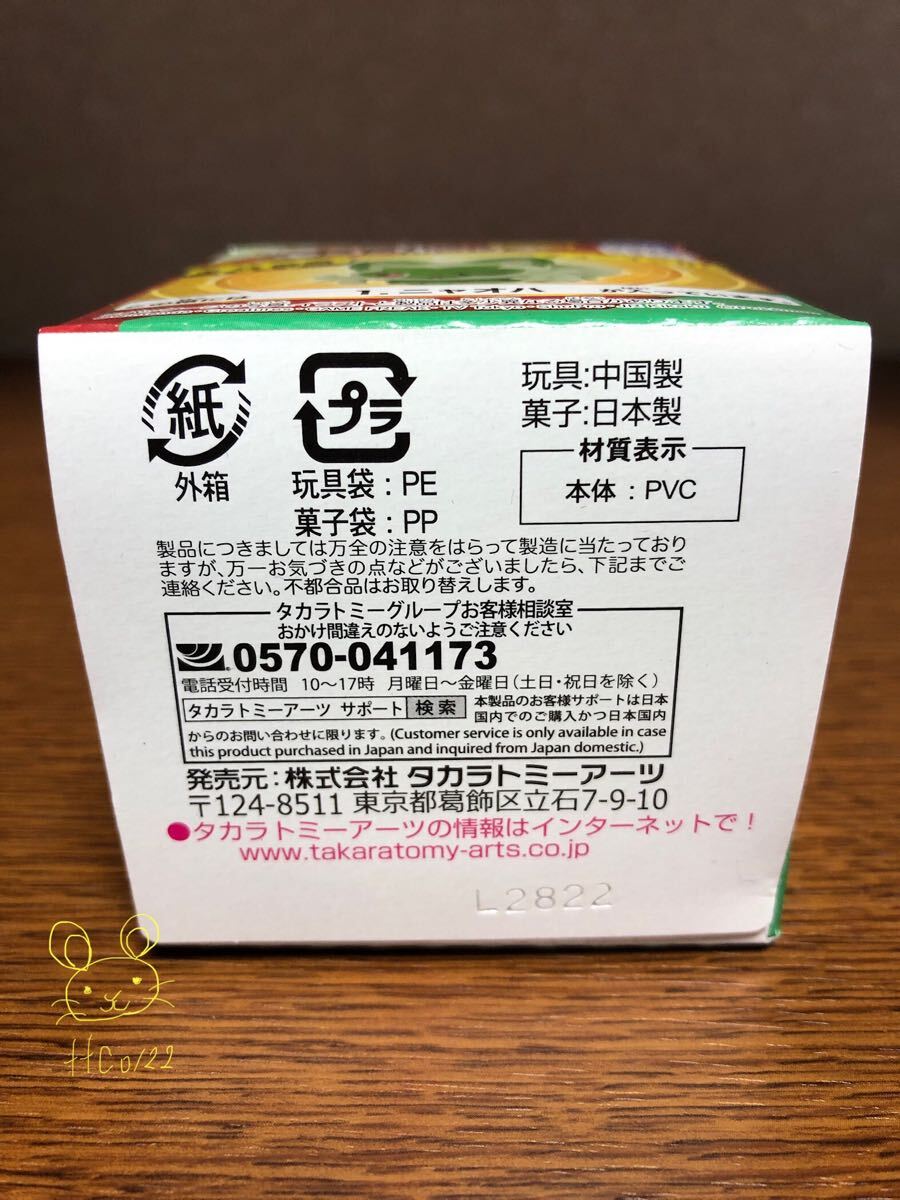 1.ニャオハ
紙
外箱
プラ
玩具袋：PE
菓子袋：PP
玩具:中国製
菓子:日本製
材質表示
本体：PVC
製品につきましては万全の注意をはらって製造に当たっており
ますが、万一お気づきの点などがございましたら、下記までご
連絡ください。不都合品はお取り替えします。
タカラトミーグループお客様相談室
おかけ間違えのないようご注意ください
0570-041173
電話受付時間 10〜17時 月曜日〜金曜日(土日・祝日を除く)
タカラトミーアーツ サポート 検索
本製品のお客様サポートは日本
国内でのご購入かつ日本国内
からのお問い合わせに限ります。(Customer service is only available in case
this product purchased in Japan and inquired from Japan domestic.)
発売元：株式会社 タカラトミーアーツ
〒124-8511 東京都葛飾区立石7-9-10
●タカラトミーアーツの情報はインターネットで！
www.takaratomy-arts.co.jp
L2822
HCo122